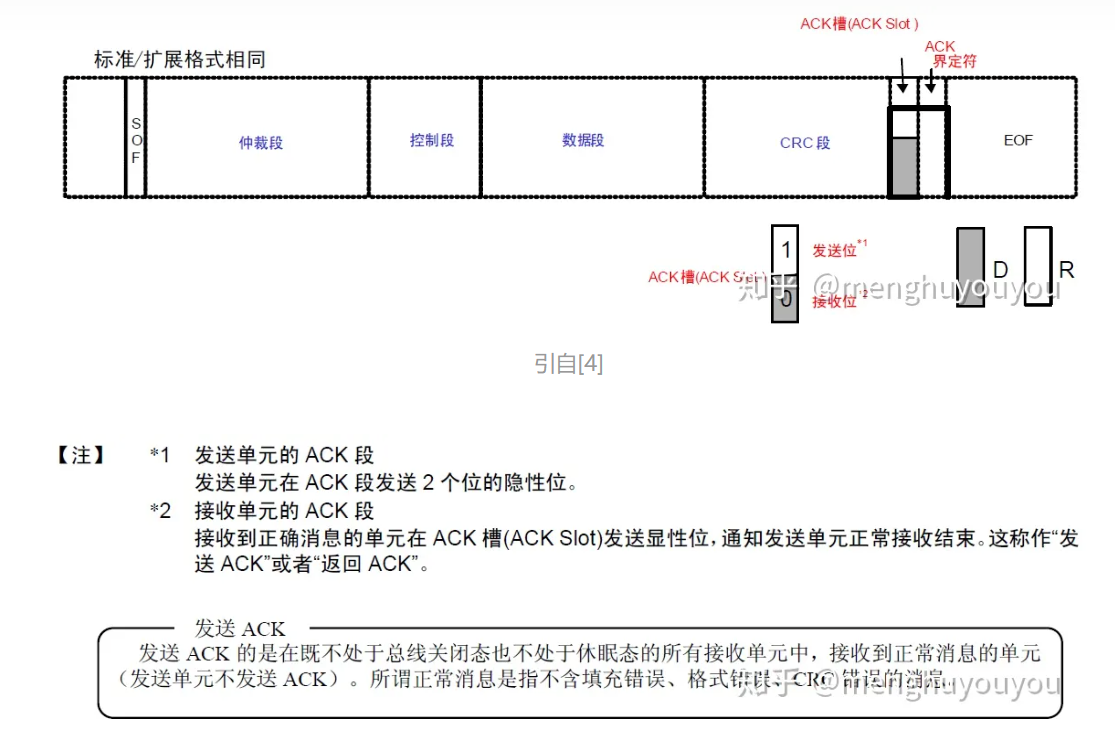 ACK槽(ACK Slot )
ACK
界定符
标准/扩展格式相同
SOF
仲裁段
控制段
数据段
CRC 段
EOF
1
发送位*1
ACK 槽(ACK
0
接收位*2
D
R
知乎 @menghuyouyou
引自[4]
【注】 *1 发送单元的 ACK 段
发送单元在 ACK 段发送 2 个位的隐性位。
*2 接收单元的 ACK 段
接收到正确消息的单元在 ACK 槽(ACK Slot)发送显性位，通知发送单元正常接收结束。这称作“发
送 ACK”或者“返回 ACK”。
发送 ACK
发送 ACK 的是在既不处于总线关闭态也不处于休眠态的所有接收单元中，接收到正常消息的单元
（发送单元不发送 ACK）。所谓正常消息是指不含填充错误、格式错误、CRC 错误的消息。
知乎 @menghuyouyou